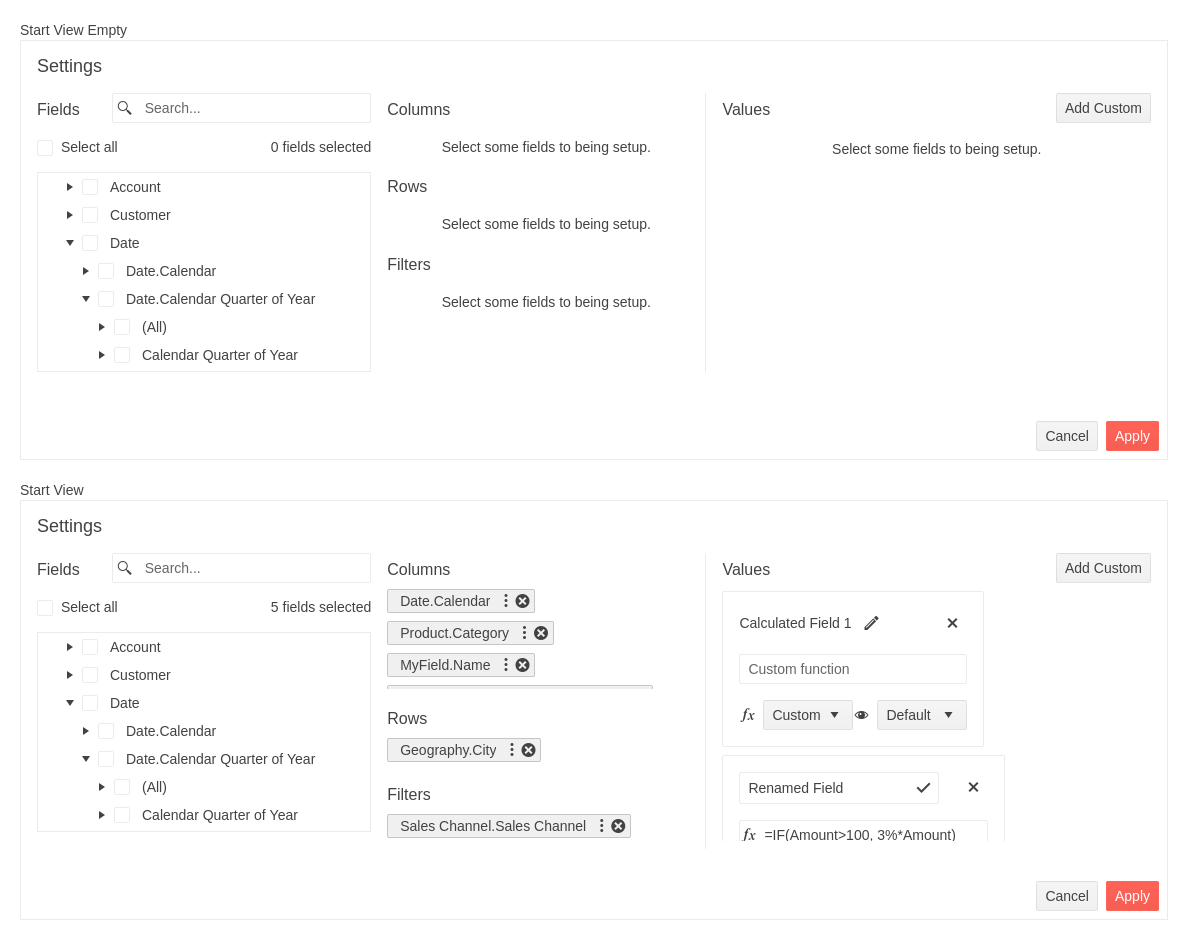 Start View Empty
Settings
Fields
Search...
Select all
0 fields selected
Account
Customer
Date
Date.Calendar
Date.Calendar Quarter of Year
(All)
Calendar Quarter of Year
Columns
Select some fields to being setup.
Rows
Select some fields to being setup.
Filters
Select some fields to being setup.
Values
Add Custom
Select some fields to being setup.
Cancel
Apply
Start View
Settings
Fields
Search...
Select all
5 fields selected
Account
Customer
Date
Date.Calendar
Date.Calendar Quarter of Year
(All)
Calendar Quarter of Year
Columns
Date.Calendar
Product.Category
MyField.Name
Rows
Geography.City
Filters
Sales Channel.Sales Channel
Values
Add Custom
Calculated Field 1
Custom function
fx Custom Default
Renamed Field
fx =IF(Amount>100, 3%*Amount)
Cancel
Apply